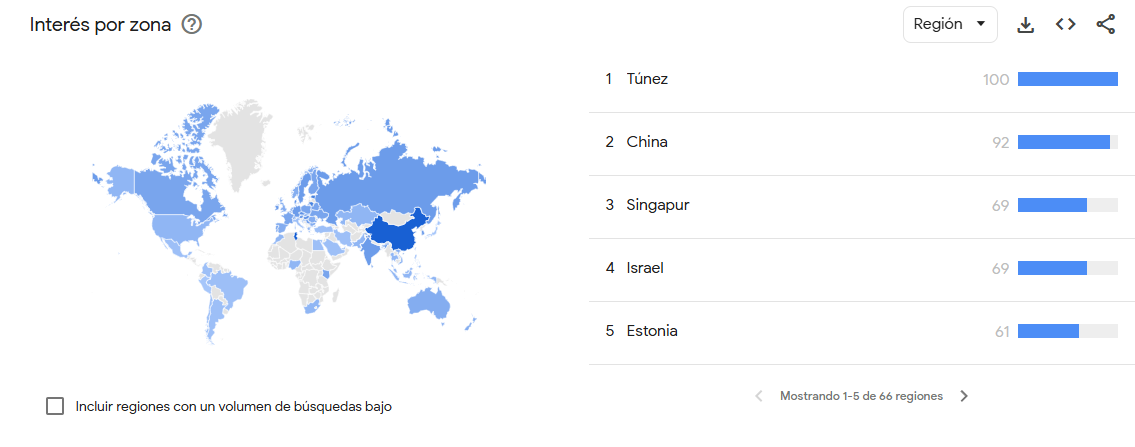 Interés por zona
Región
1 Túnez 100
2 China 92
3 Singapur 69
4 Israel 69
5 Estonia 61
Incluir regiones con un volumen de búsquedas bajo
Mostrando 1-5 de 66 regiones